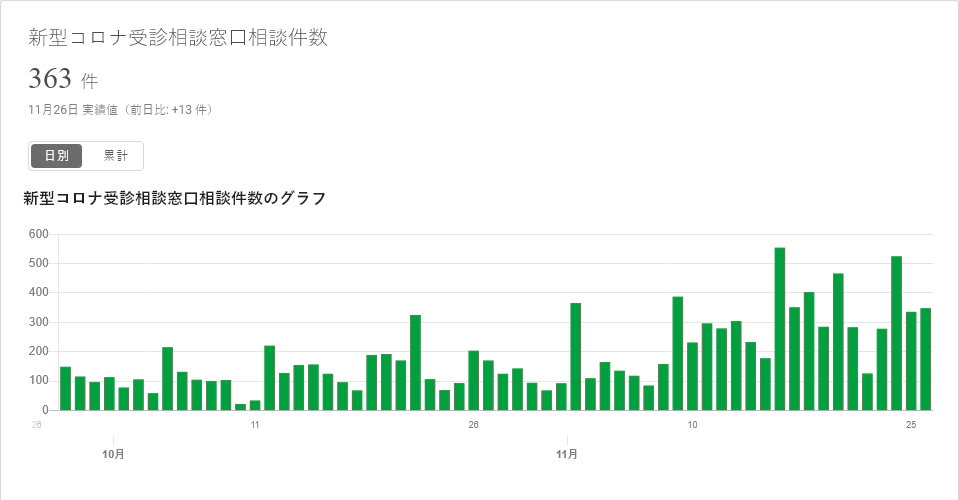 新型コロナ受診相談窓口相談件数
363 件
11月26日 実績値（前日比: +13 件）
日別 累計
新型コロナ受診相談窓口相談件数のグラフ
600
500
400
300
200
100
0
26 11 26 10 25
10月 11月